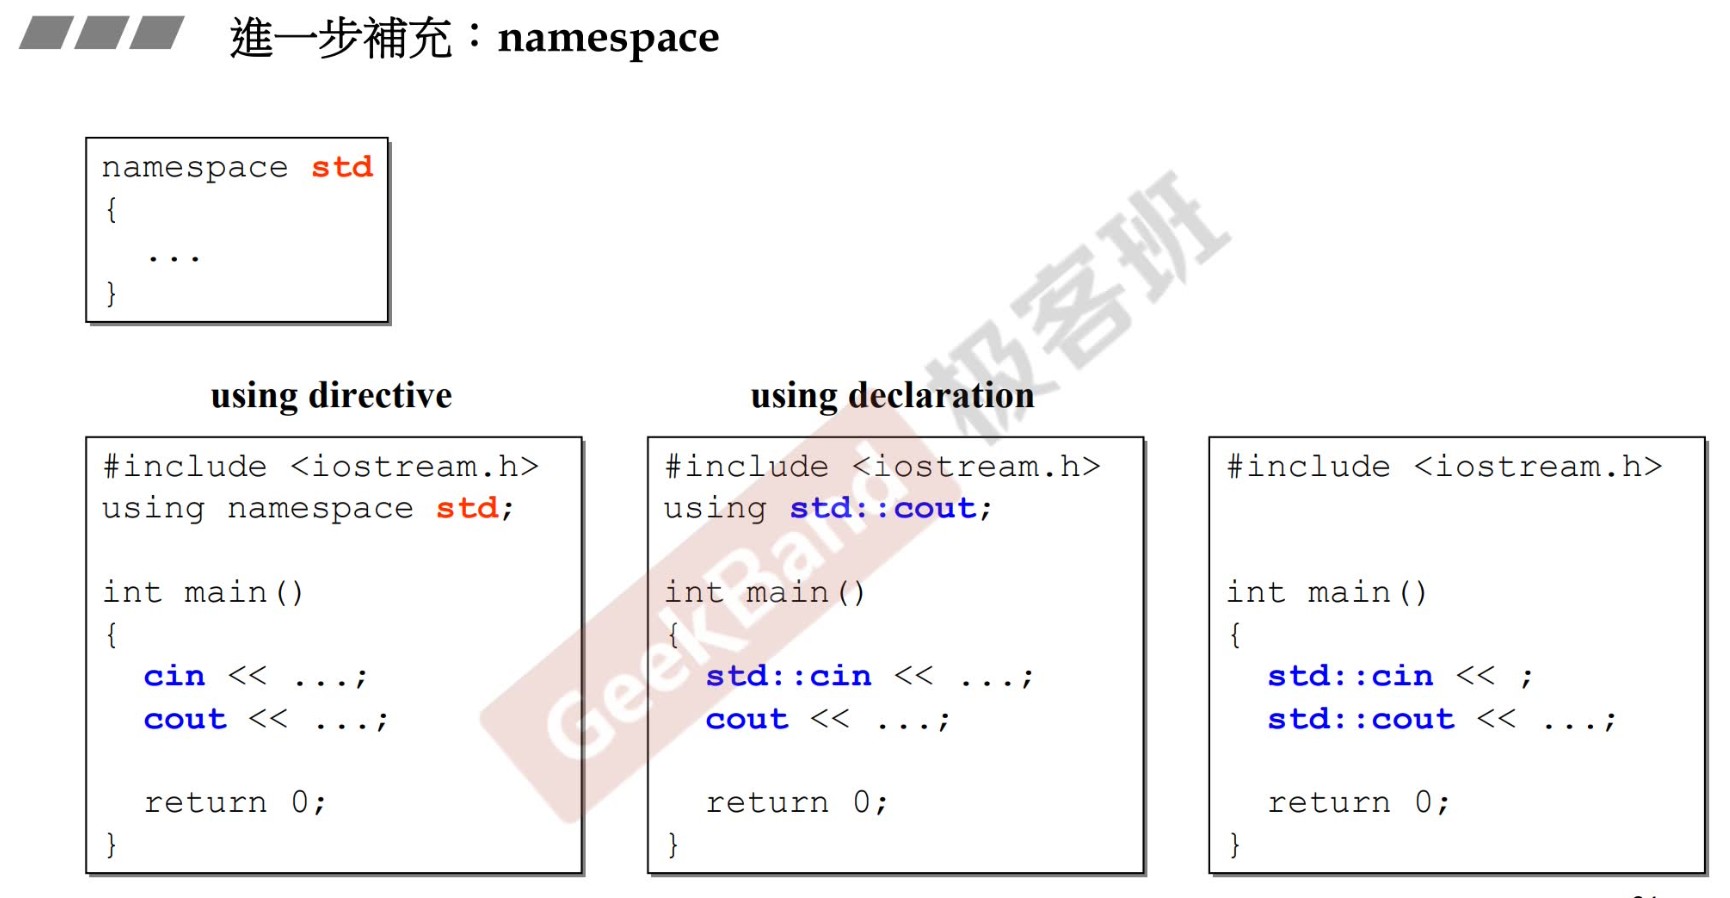 進一步補充：namespace
namespace std
{
...
}
using directive
#include <iostream.h>
using namespace std;
int main()
{
cin << ...;
cout << ...;
return 0;
}
using declaration
#include <iostream.h>
using std::cout;
int main()
{
std::cin << ...;
cout << ...;
return 0;
}
#include <iostream.h>
int main()
{
std::cin << ;
std::cout << ...;
return 0;
}
GeekBand 极客班